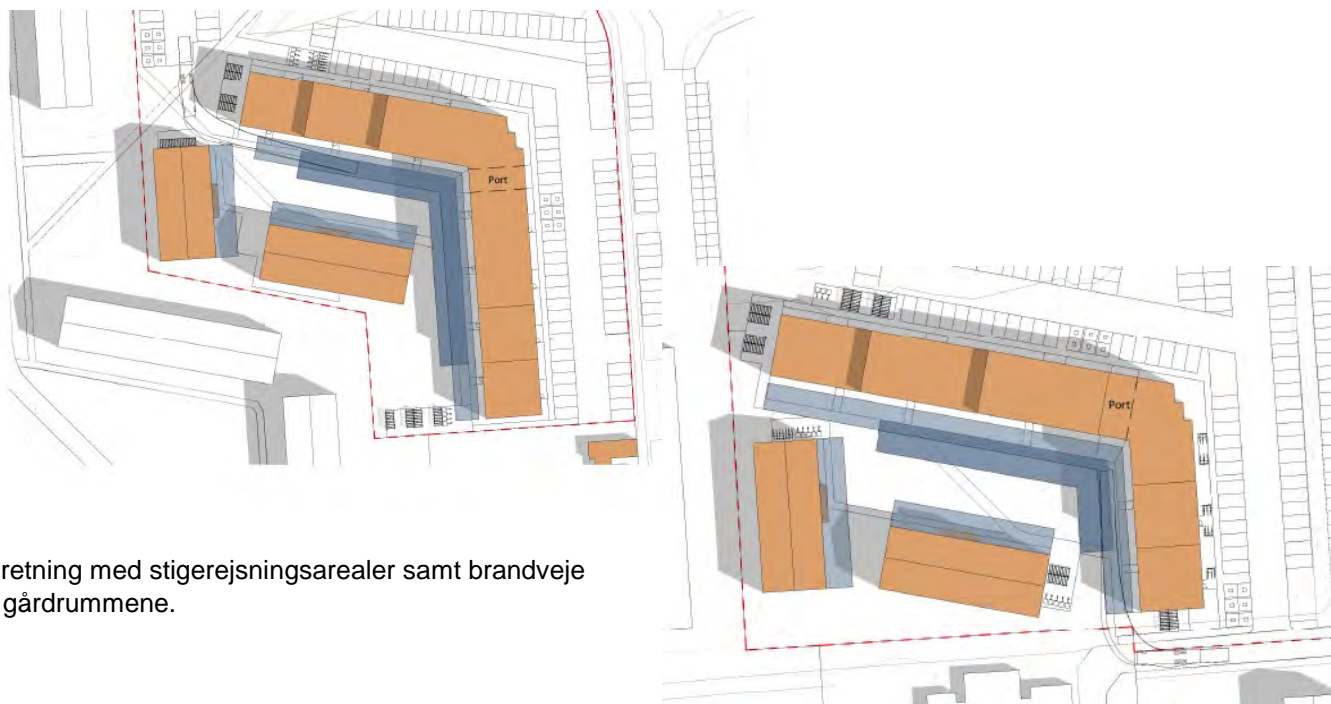 Port
Port
retning med stigerejsningsarealer samt brandveje
gårdrummene.